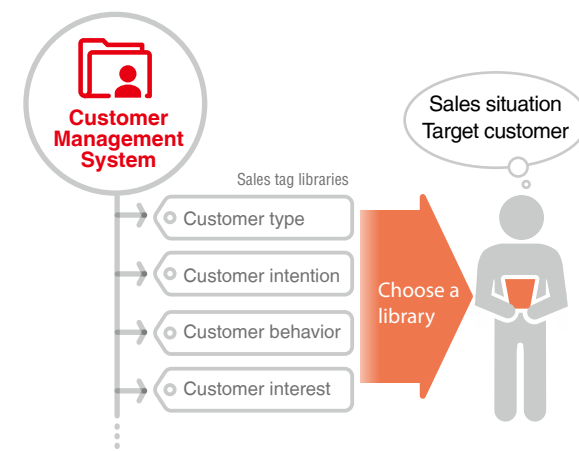 Customer
Management
System
Sales situation
Target customer
Sales tag libraries
Customer type
Customer intention
Customer behavior
Customer interest
Choose a
library